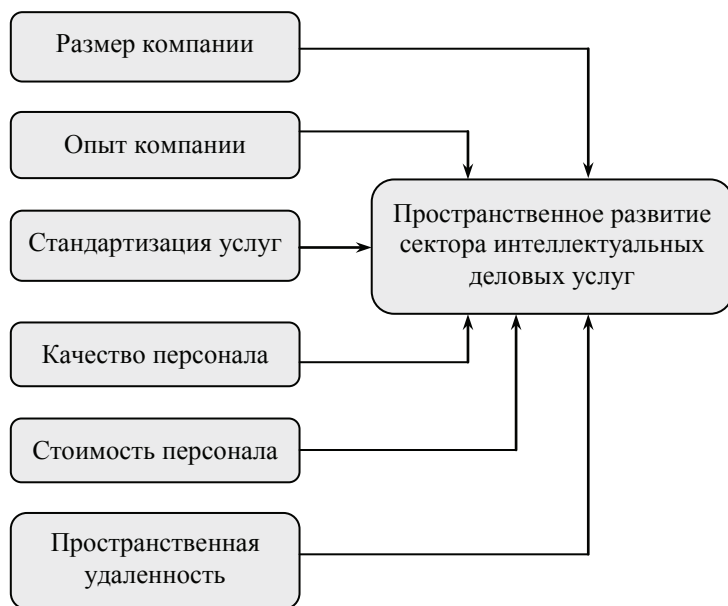 Размер компании
Опыт компании
Стандартизация услуг
Пространственное развитие
сектора интеллектуальных
деловых услуг
Качество персонала
Стоимость персонала
Пространственная
удаленность